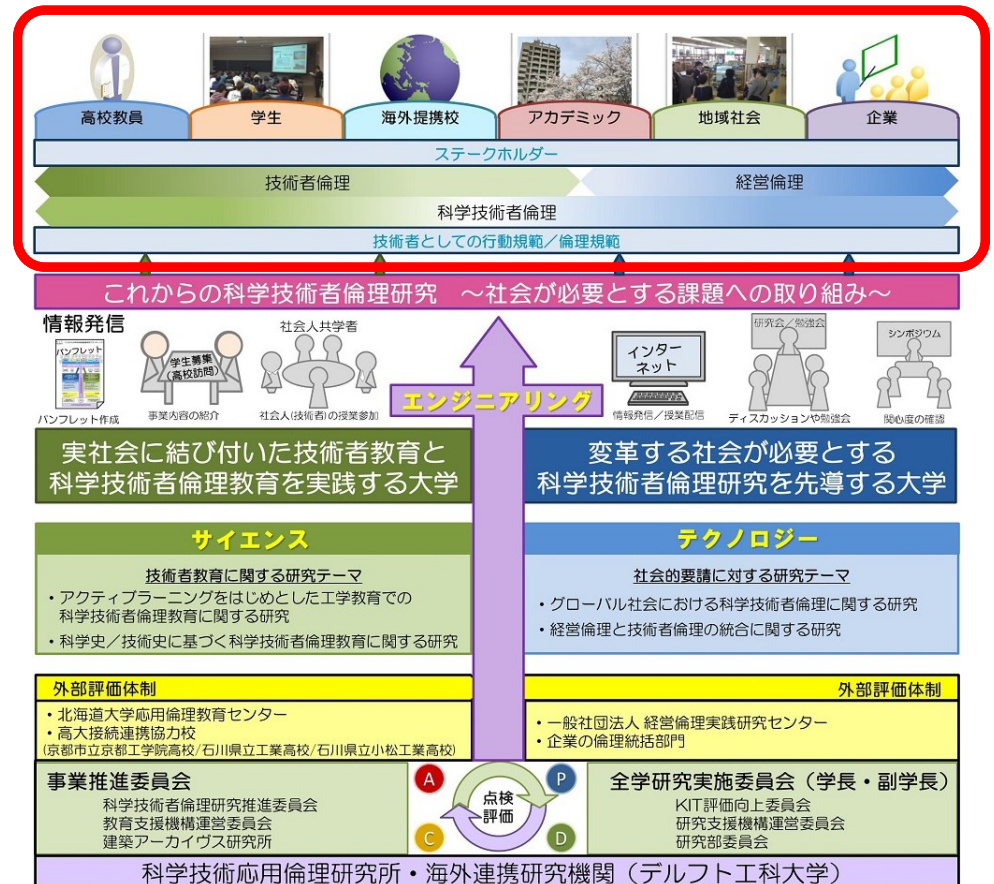 高校教員
学生
海外提携校
アカデミック
地域社会
企業
ステークホルダー
技術者倫理
経営倫理
科学技術者倫理
技術者としての行動規範／倫理規範
これからの科学技術者倫理研究　～社会が必要とする課題への取り組み～
情報発信
パンフレット
パンフレット作成
学生募集
(高校訪問)
事業内容の紹介
社会人共学者
社会人(技術者)の授業参加
エンジニアリング
インター
ネット
情報発信／授業配信
研究会／勉強会
ディスカッションや勉強会
シンポジウム
関心度の確認
実社会に結び付いた技術者教育と
科学技術者倫理教育を実践する大学
変革する社会が必要とする
科学技術者倫理研究を先導する大学
サイエンス
技術者教育に関する研究テーマ
・アクティブラーニングをはじめとした工学教育での
科学技術者倫理教育に関する研究
・科学史／技術史に基づく科学技術者倫理教育に関する研究
テクノロジー
社会的要請に対する研究テーマ
・グローバル社会における科学技術者倫理に関する研究
・経営倫理と技術者倫理の統合に関する研究
外部評価体制
・北海道大学応用倫理教育センター
・高大接続連携協力校
(京都市立京都工学院高校/石川県立工業高校/石川県立小松工業高校)
外部評価体制
・一般社団法人 経営倫理実践研究センター
・企業の倫理統括部門
事業推進委員会
科学技術者倫理研究推進委員会
教育支援機構運営委員会
建築アーカイヴス研究所
A
P
点検
評価
C
D
全学研究実施委員会（学長・副学長）
KIT評価向上委員会
研究支援機構運営委員会
研究部委員会
科学技術応用倫理研究所・海外連携研究機関（デルフト工科大学）